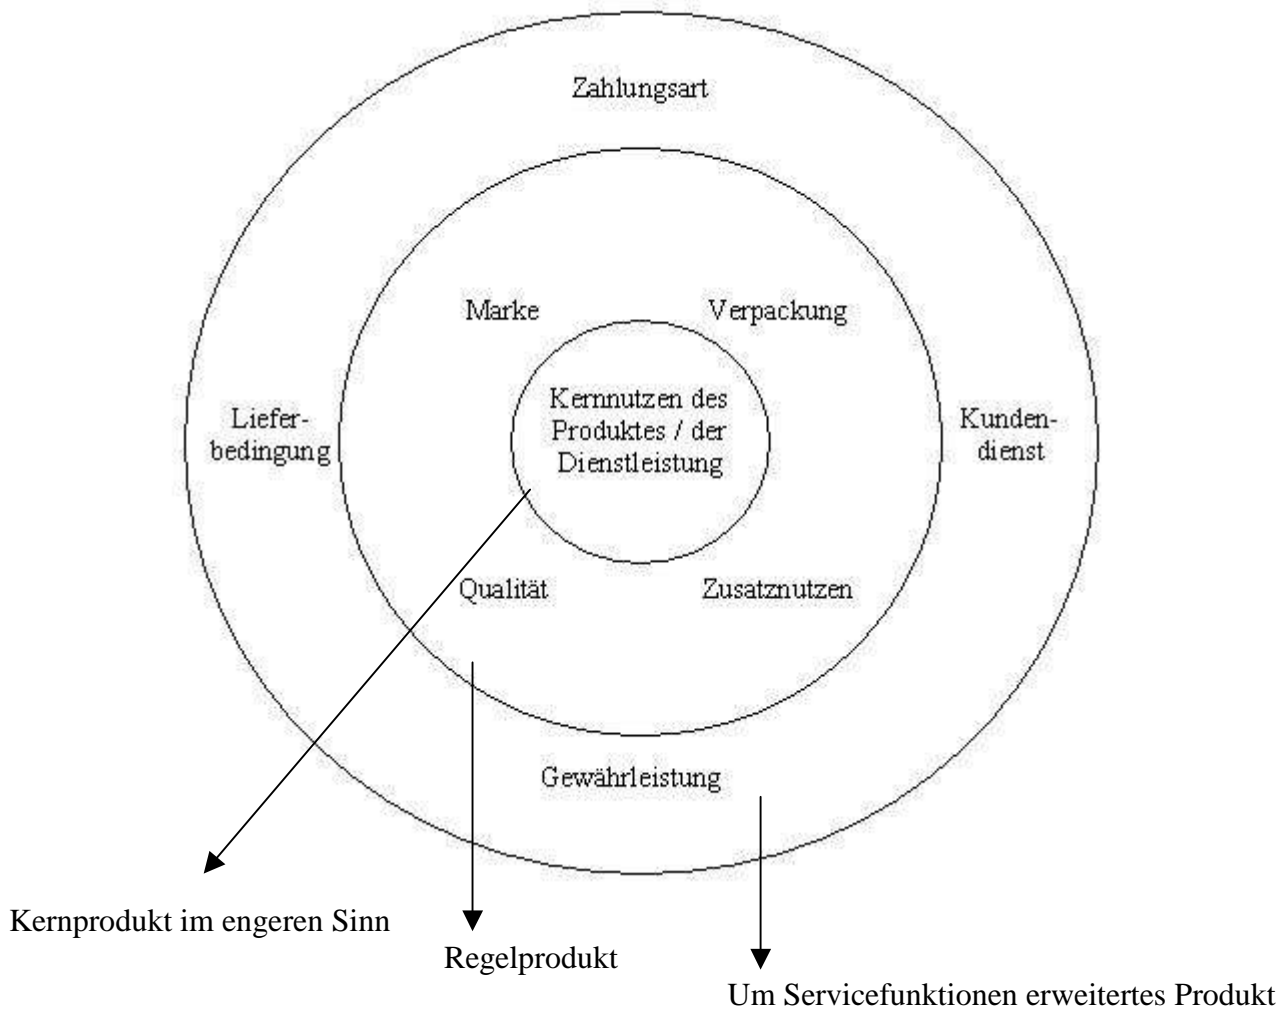 Zahlungsart
Marke
Verpackung
Kernnutzen des
Produktes / der
Dienstleistung
Liefer-
bedingung
Kunden-
dienst
Qualität
Zusatznutzen
Gewährleistung
Kernprodukt im engeren Sinn
Regelprodukt
Um Servicefunktionen erweitertes Produkt